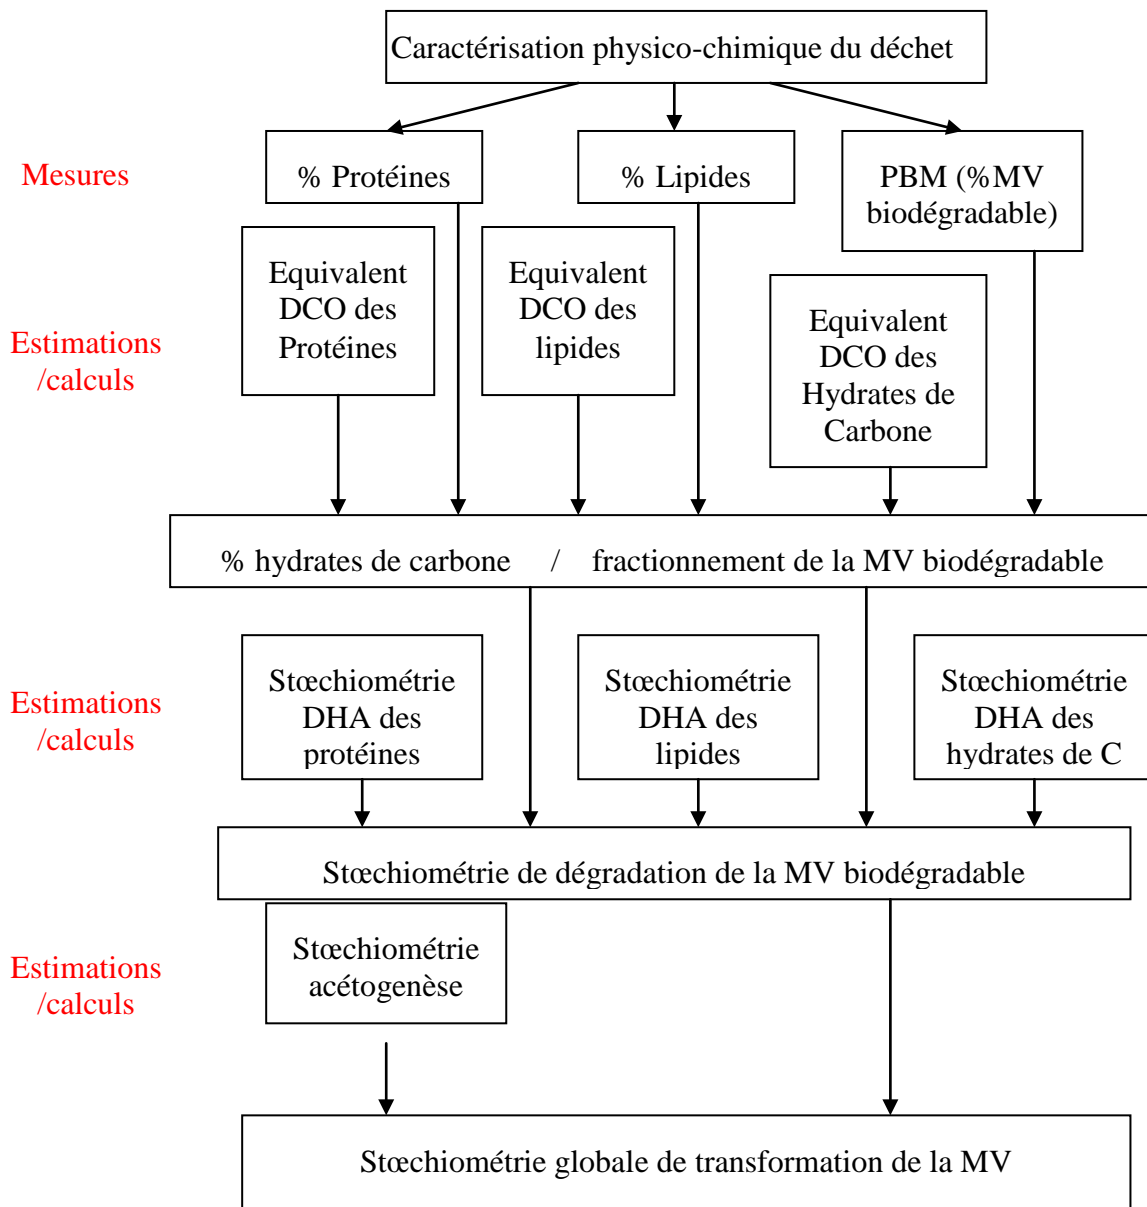 Caractérisation physico-chimique du déchet
Mesures
% Protéines
% Lipides
PBM (%MV
biodégradable)
Estimations
/calculs
Equivalent
DCO des
Protéines
Equivalent
DCO des
lipides
Equivalent
DCO des
Hydrates de
Carbone
% hydrates de carbone / fractionnement de la MV biodégradable
Estimations
/calculs
Stœchiométrie
DHA des
protéines
Stœchiométrie
DHA des
lipides
Stœchiométrie
DHA des
hydrates de C
Stœchiométrie de dégradation de la MV biodégradable
Estimations
/calculs
Stœchiométrie
acétogenèse
Stœchiométrie globale de transformation de la MV